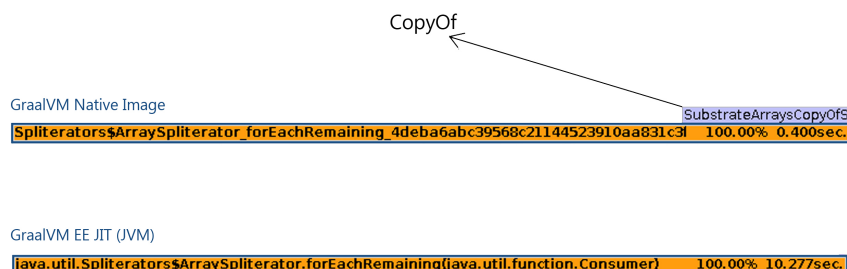 CopyOf
GraalVM Native Image
SubstrateArraysCopyOfS
Spliterators$ArraySpliterator_forEachRemaining_4deba6abc39568c21144523910aa831c3f 100.00% 0.400sec.
GraalVM EE JIT (JVM)
java.util.Spliterators$ArraySpliterator.forEachRemaining(java.util.function.Consumer) 100.00% 10.277sec.